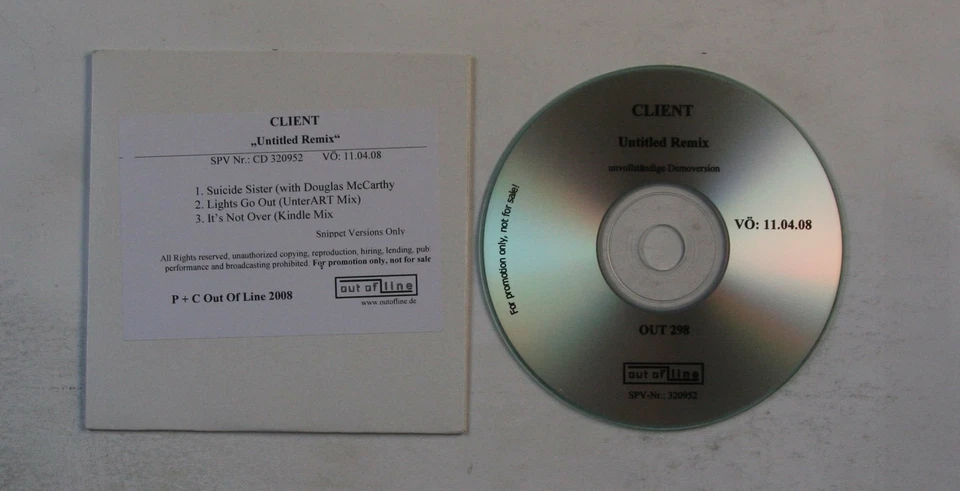 CLIENT
„Untitled Remix“
SPV Nr.: CD 320952 VÖ: 11.04.08
1. Suicide Sister (with Douglas McCarthy
2. Lights Go Out (UnterART Mix)
3. It's Not Over (Kindle Mix
Snippet Versions Only
All Rights reserved, unauthorized copying, reproduction, hiring, lending, pub
performance and broadcasting prohibited. For promotion only, not for sale
P + C Out Of Line 2008
out of line
www.outofline.de
CLIENT
Untitled Remix
unvollständige Demoversion
For promotion only, not for sale!
VÖ: 11.04.08
OUT 298
out of line
SPV-Nr.: 320952